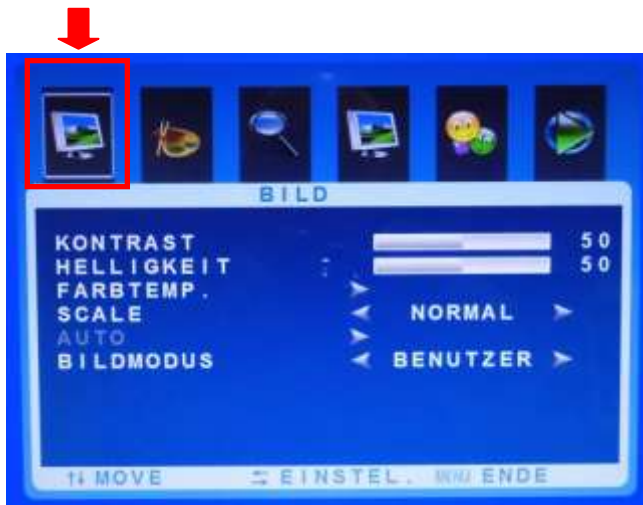 BILD
KONTRAST 50
HELLIGKEIT : 50
FARBTEMP.
SCALE NORMAL
AUTO
BILDMODUS BENUTZER
MOVE EINSTEL. MENU ENDE